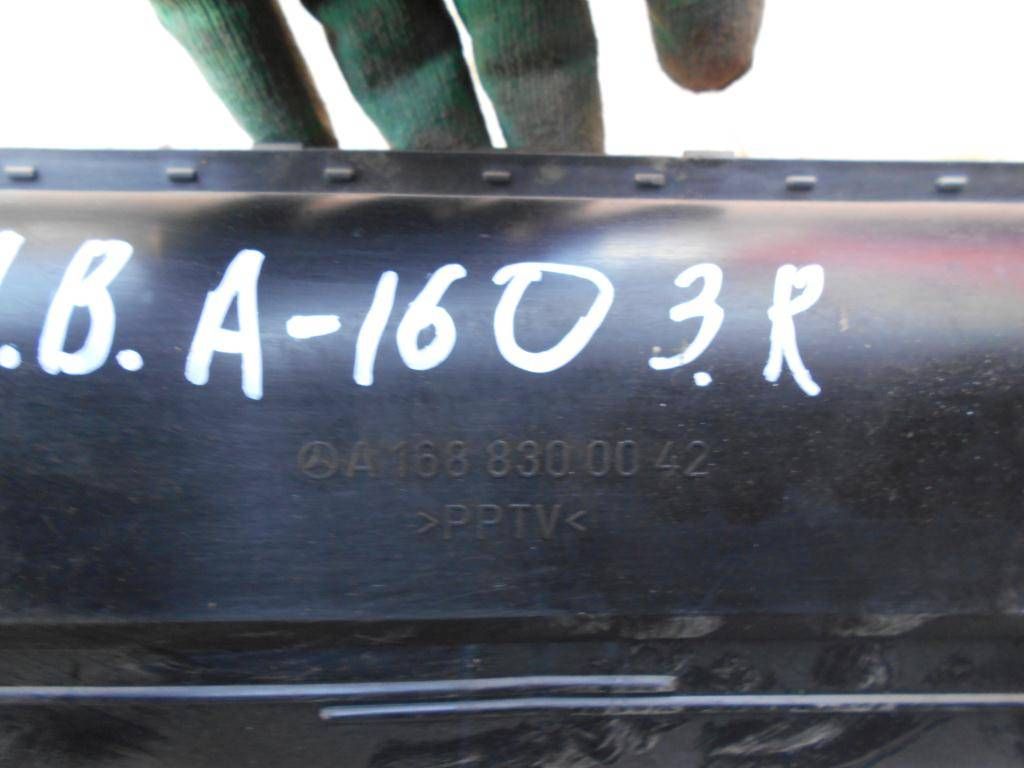 .B. A-160 3.R
A 168 830 00 42
>PPTV<